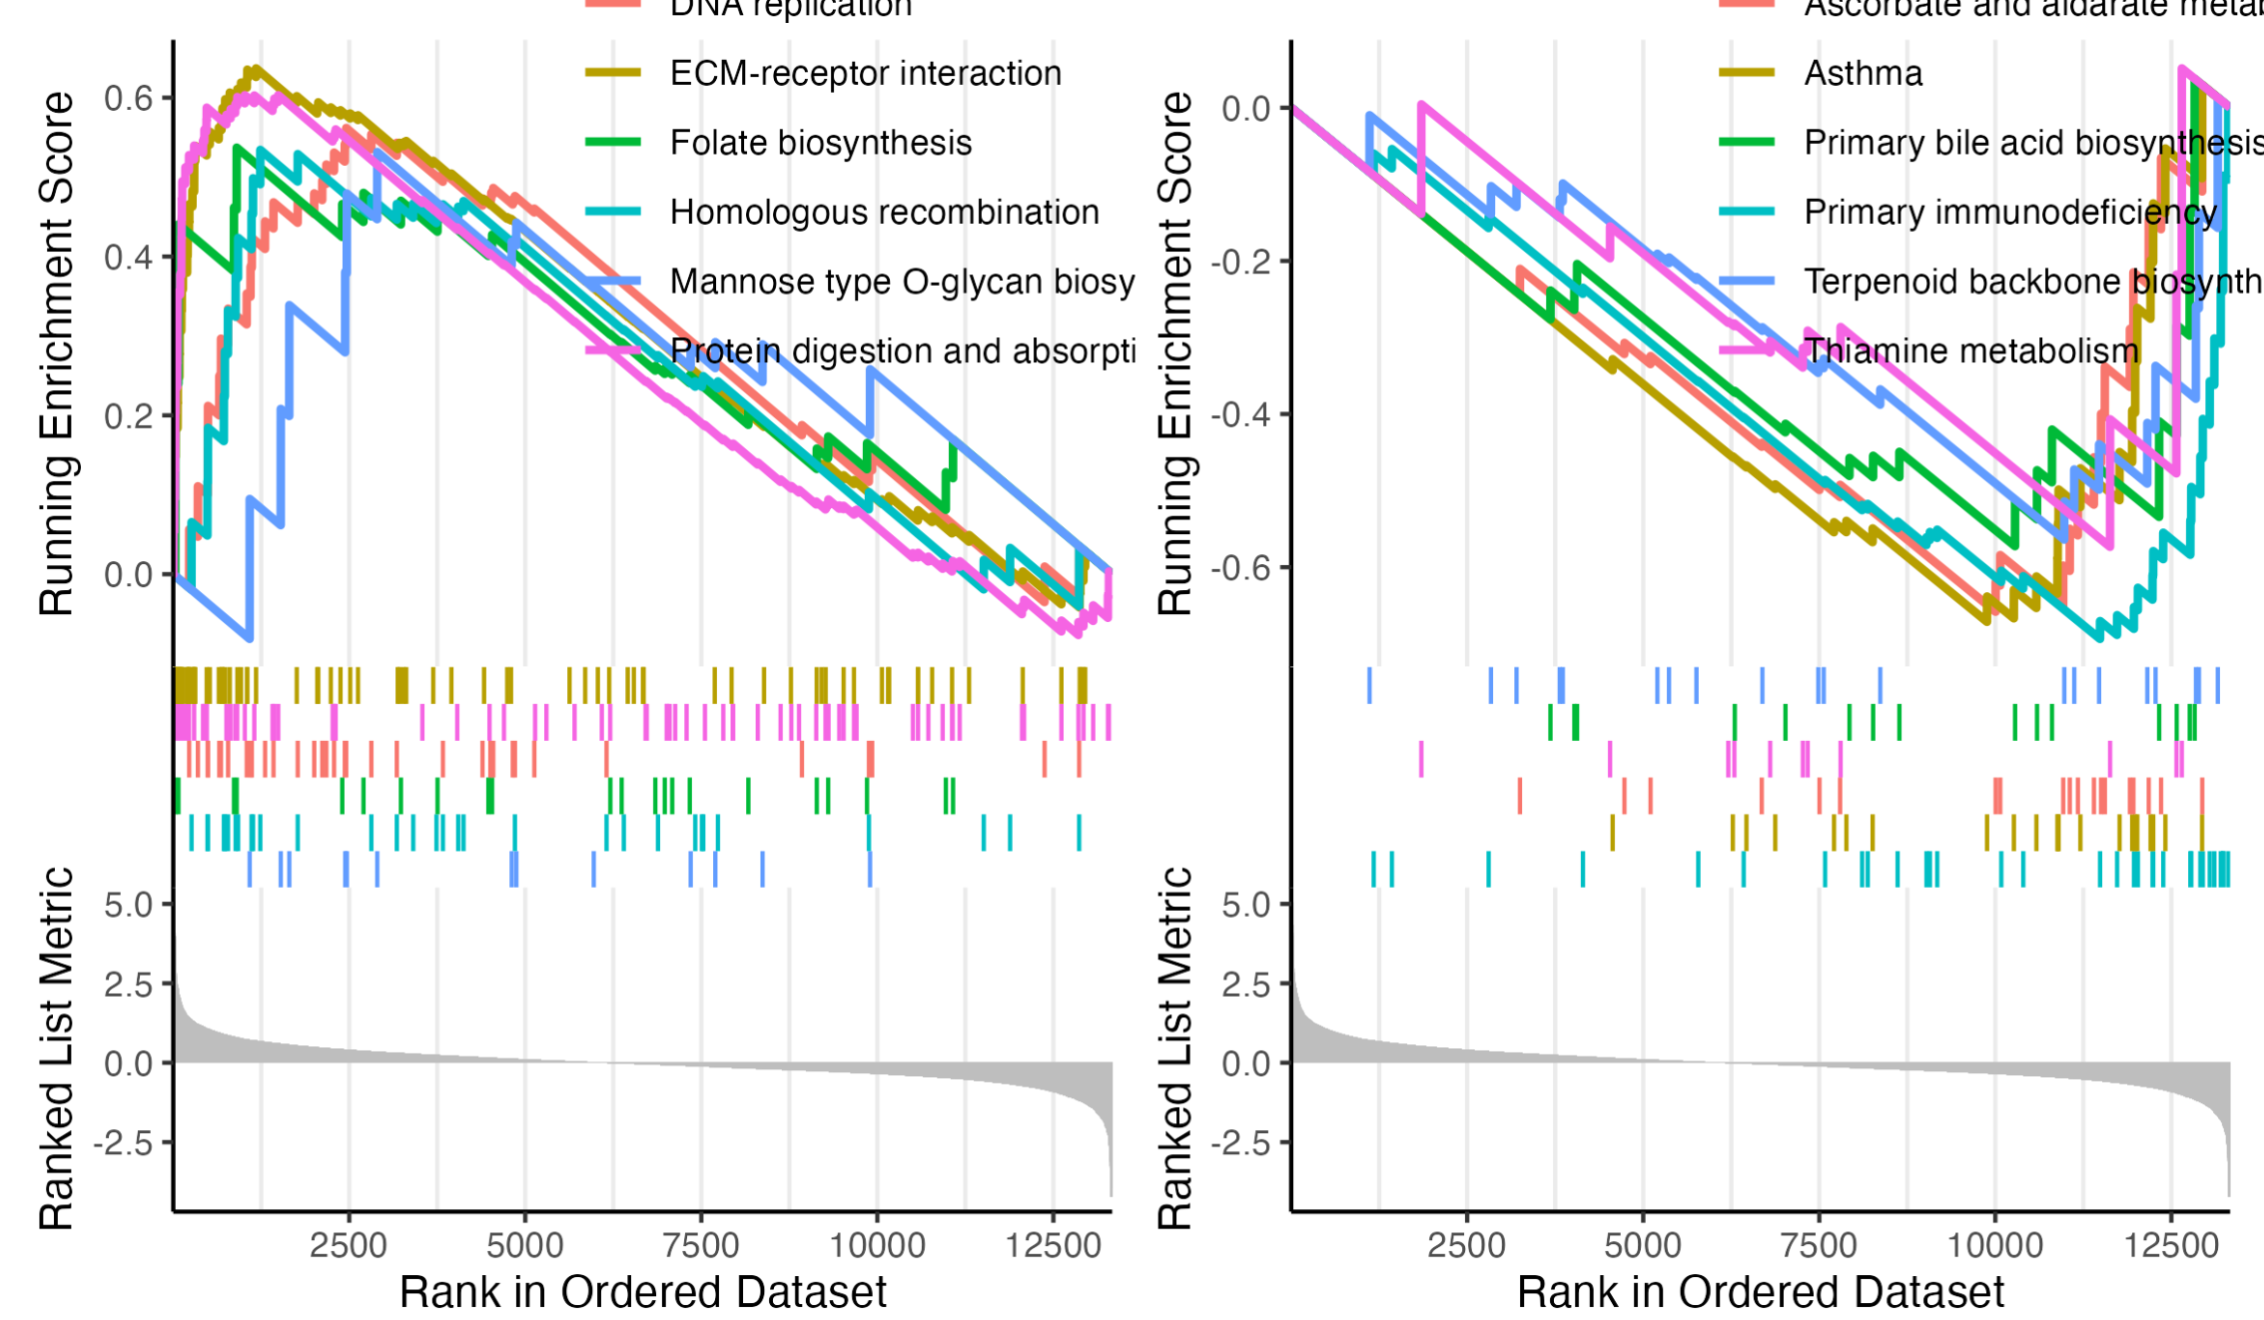 DNA replication
ECM-receptor interaction
Folate biosynthesis
Homologous recombination
Mannose type O-glycan biosy
Protein digestion and absorpti
Running Enrichment Score
0.6
0.4
0.2
0.0
Ranked List Metric
5.0
2.5
0.0
-2.5
2500 5000 7500 10000 12500
Rank in Ordered Dataset
Ascorbate and aldarate metab
Asthma
Primary bile acid biosynthesis
Primary immunodeficiency
Terpenoid backbone biosynth
Thiamine metabolism
Running Enrichment Score
0.0
-0.2
-0.4
-0.6
Ranked List Metric
5.0
2.5
0.0
-2.5
2500 5000 7500 10000 12500
Rank in Ordered Dataset